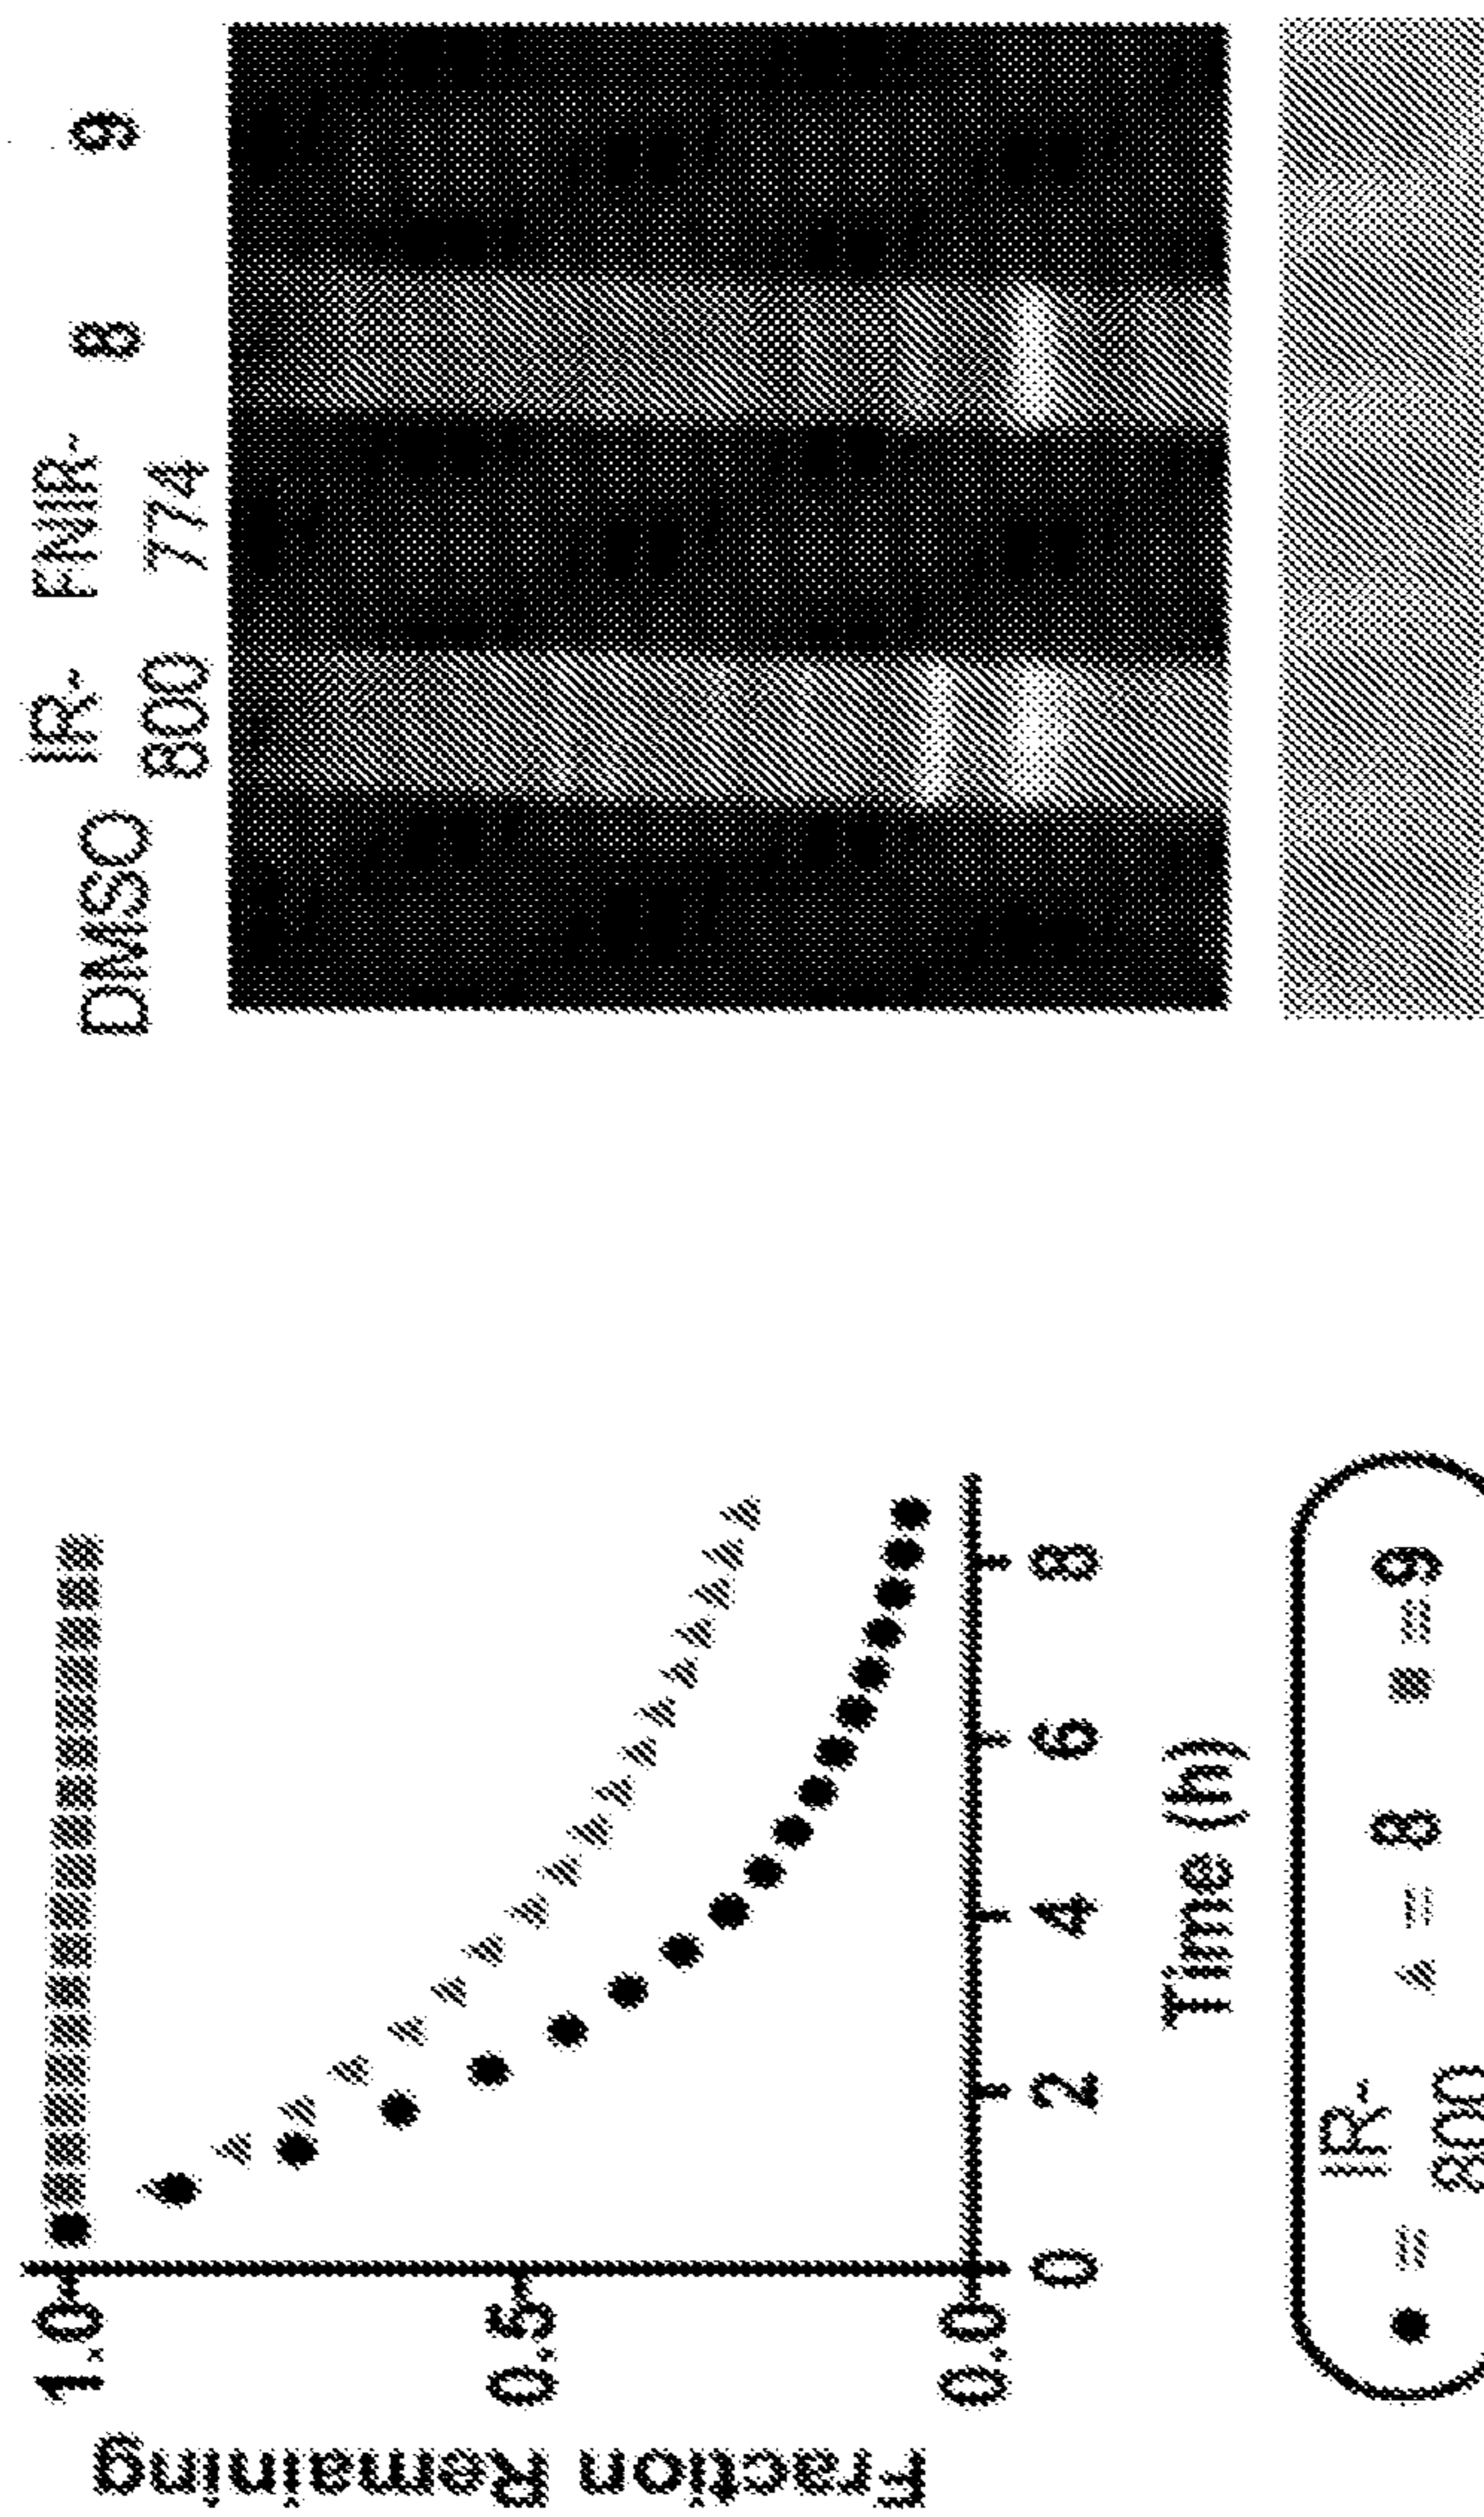 Fraction Remaining
1.0
0.5
0.0
0 2 4 6 8
Time (h)
IR-
= 800 = 8 = 9
DMSO
IR-
800
FNIR-
774
8
9